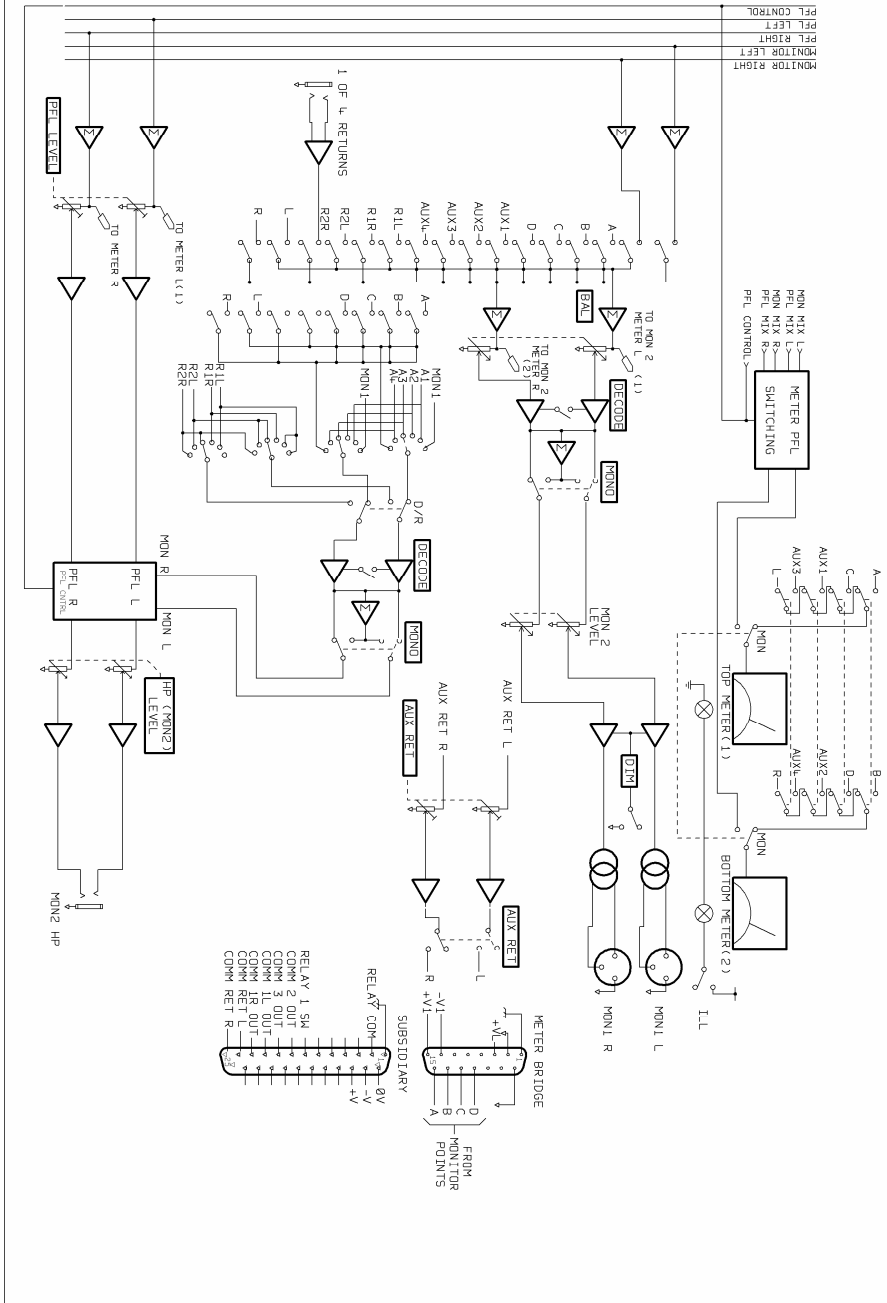 PFL CONTROL
PFL LEFT
PFL RIGHT
MONITOR LEFT
MONITOR RIGHT
PFL LEVEL
TO METER R
TO METER L(1)
1 OF 4 RETURNS
R
L
R2R
R2L
R1R
R1L
AUX4
AUX3
AUX2
AUX1
D
C
B
A
Σ
Σ
Σ
Σ
BAL
Σ
Σ
TO MON 2
METER L (1)
TO MON 2
METER R
(2)
DECODE
Σ
MONO
MON 2
LEVEL
MON MIX L>
PFL MIX L>
MON MIX R>
PFL MIX R>
PFL CONTROL>
METER PFL
SWITCHING
A
C
AUX1
AUX3
L
MON
TOP METER(1)
B
D
AUX2
AUX4
R
MON
BOTTOM METER(2)
I.L
R
L
D
C
B
A
MON1
A4
A3
A2
A1
MON1
R2R
R2L
R1R
R1L
D/R
DECODE
Σ
MONO
MON R
MON L
PFL L
PFL R
PFL CNTRL
HP (MON2)
LEVEL
MON2 HP
AUX RET R
AUX RET L
AUX RET
AUX RET
R
L
DIM
MON1 R
MON1 L
METER BRIDGE
+V1
-V1
+VL
15
1
A
B
C
D
FROM
MONITOR
POINTS
SUBSIDIARY
RELAY COM
RELAY 1 SW
COMM 2 OUT
COMM 3 OUT
COMM 1L OUT
COMM 1R OUT
COMM RET L
COMM RET R
25
1
0V
-V
+V